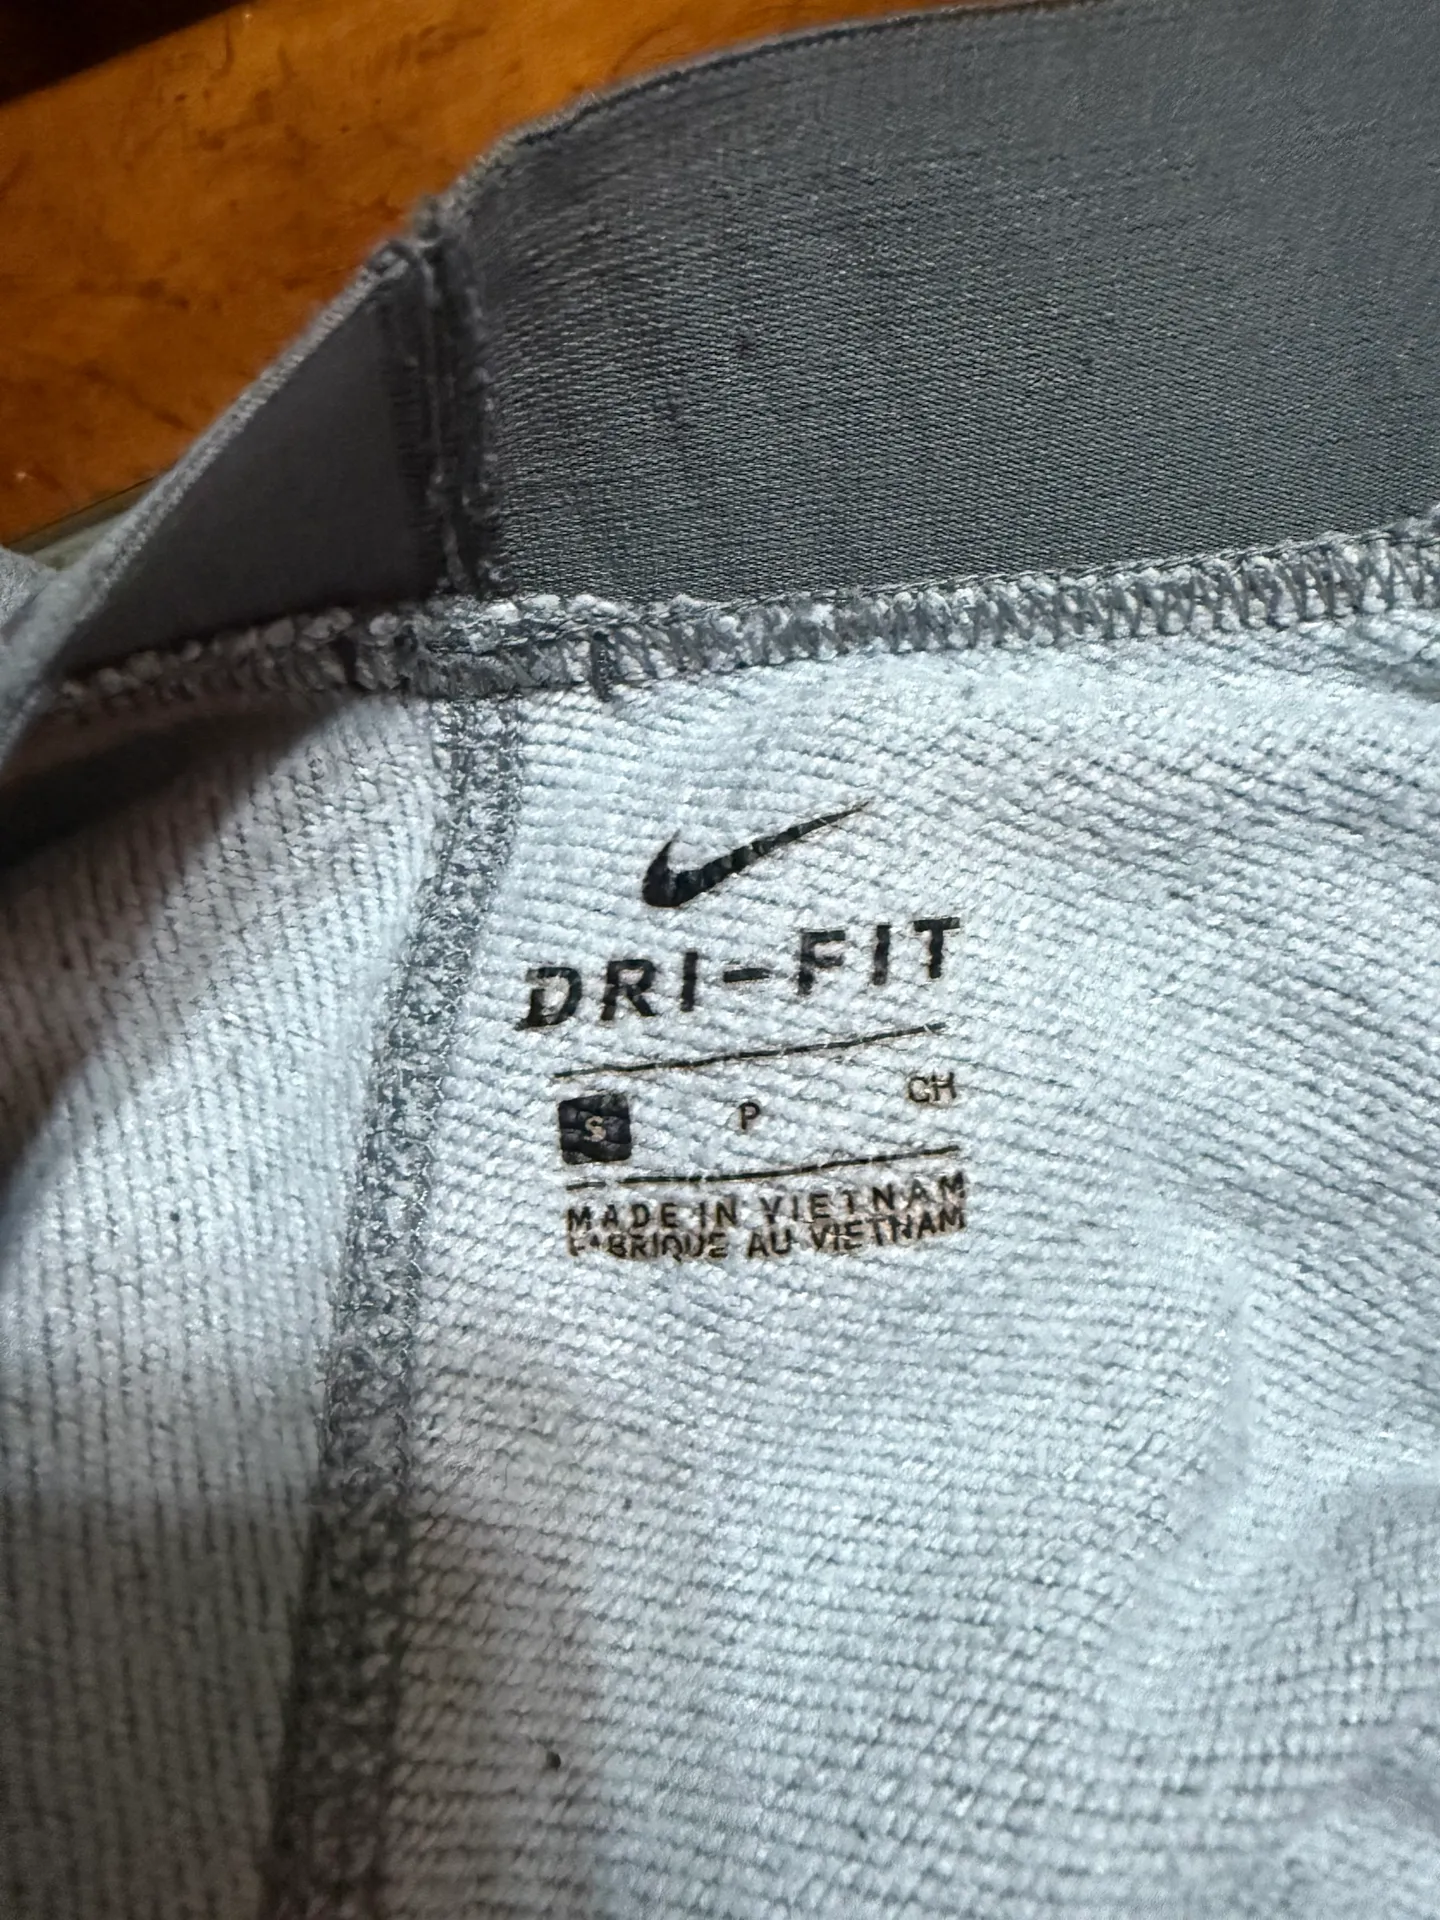 DRI-FIT
S P CH
MADE IN VIETNAM
FABRIQUE AU VIETNAM